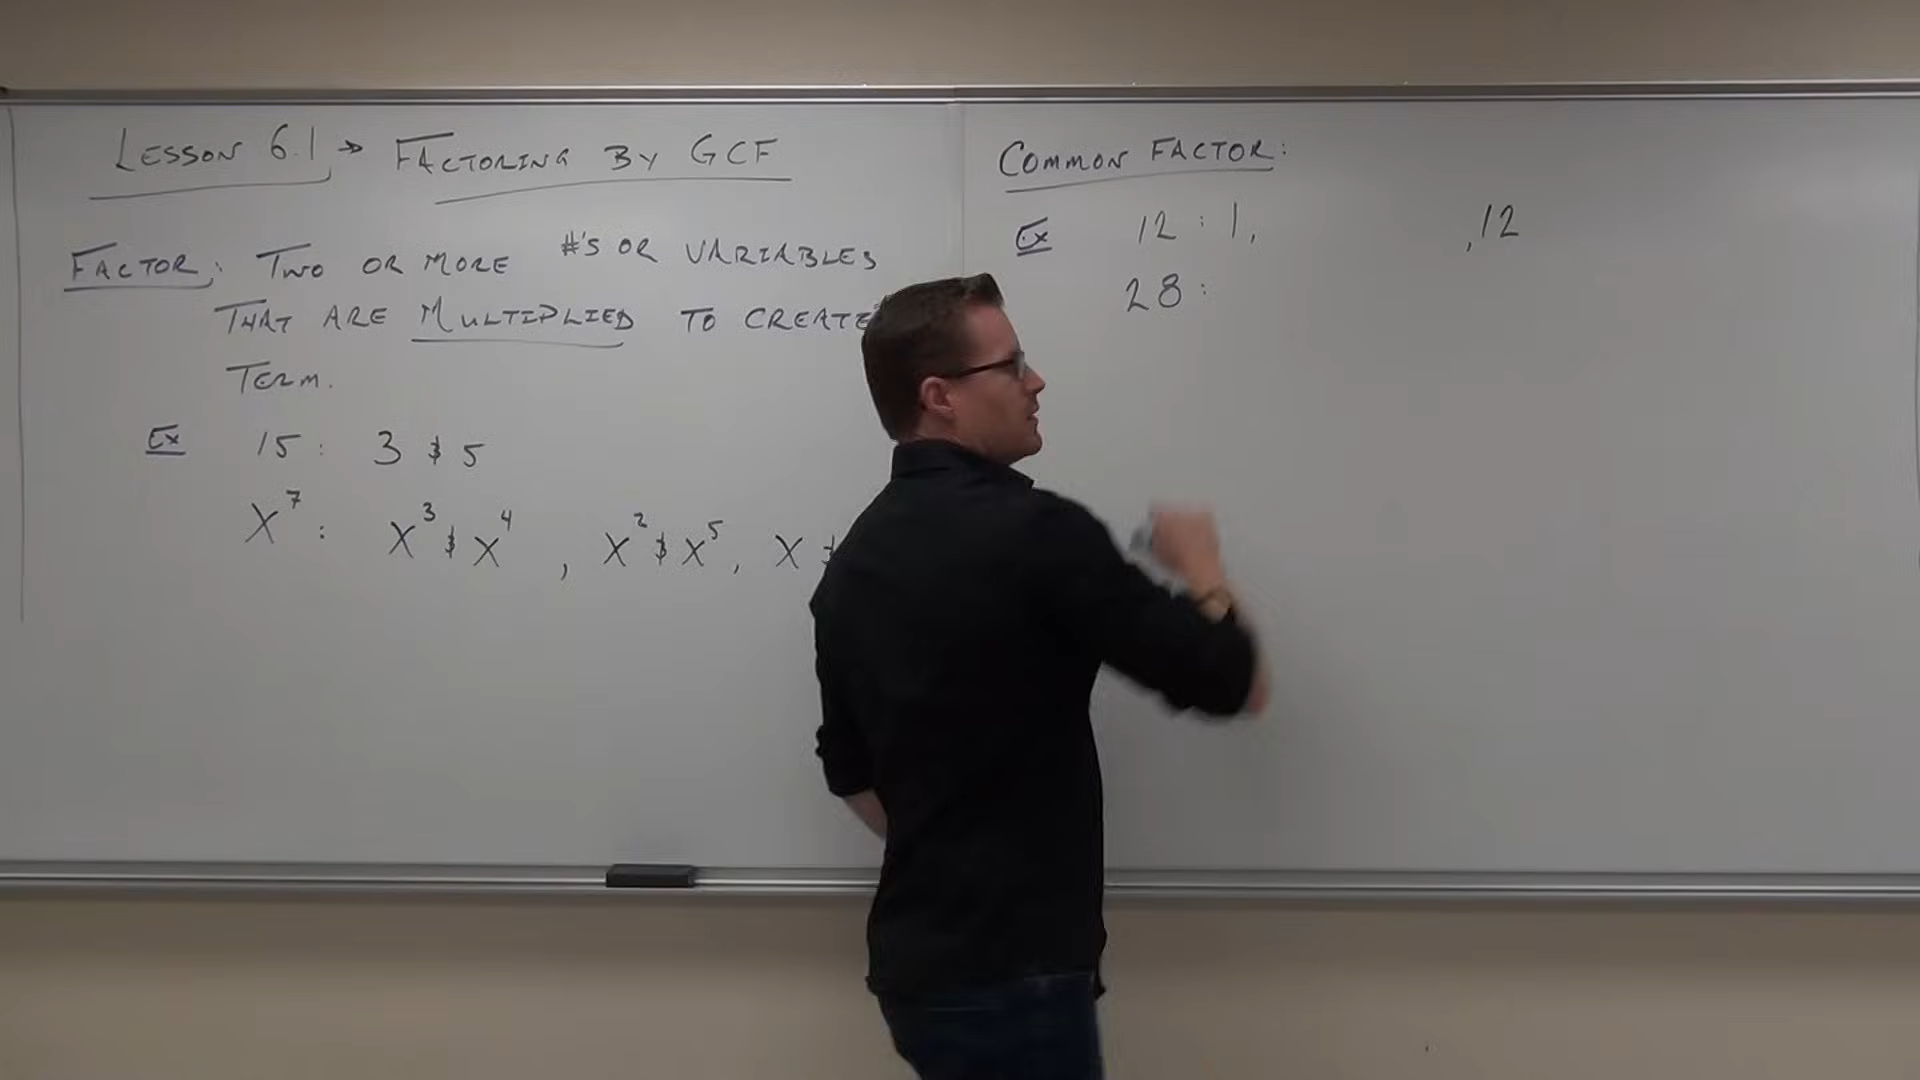 LESSON 6.1 → FACTORING BY GCF
FACTOR: TWO OR MORE #'S OR VARIABLES
THAT ARE MULTIPLIED TO CREATE
TERM.
Ex 15: 3 & 5
X⁷: X³ & X⁴, X² & X⁵, X &
COMMON FACTOR:
Ex 12: 1, ,12
28: